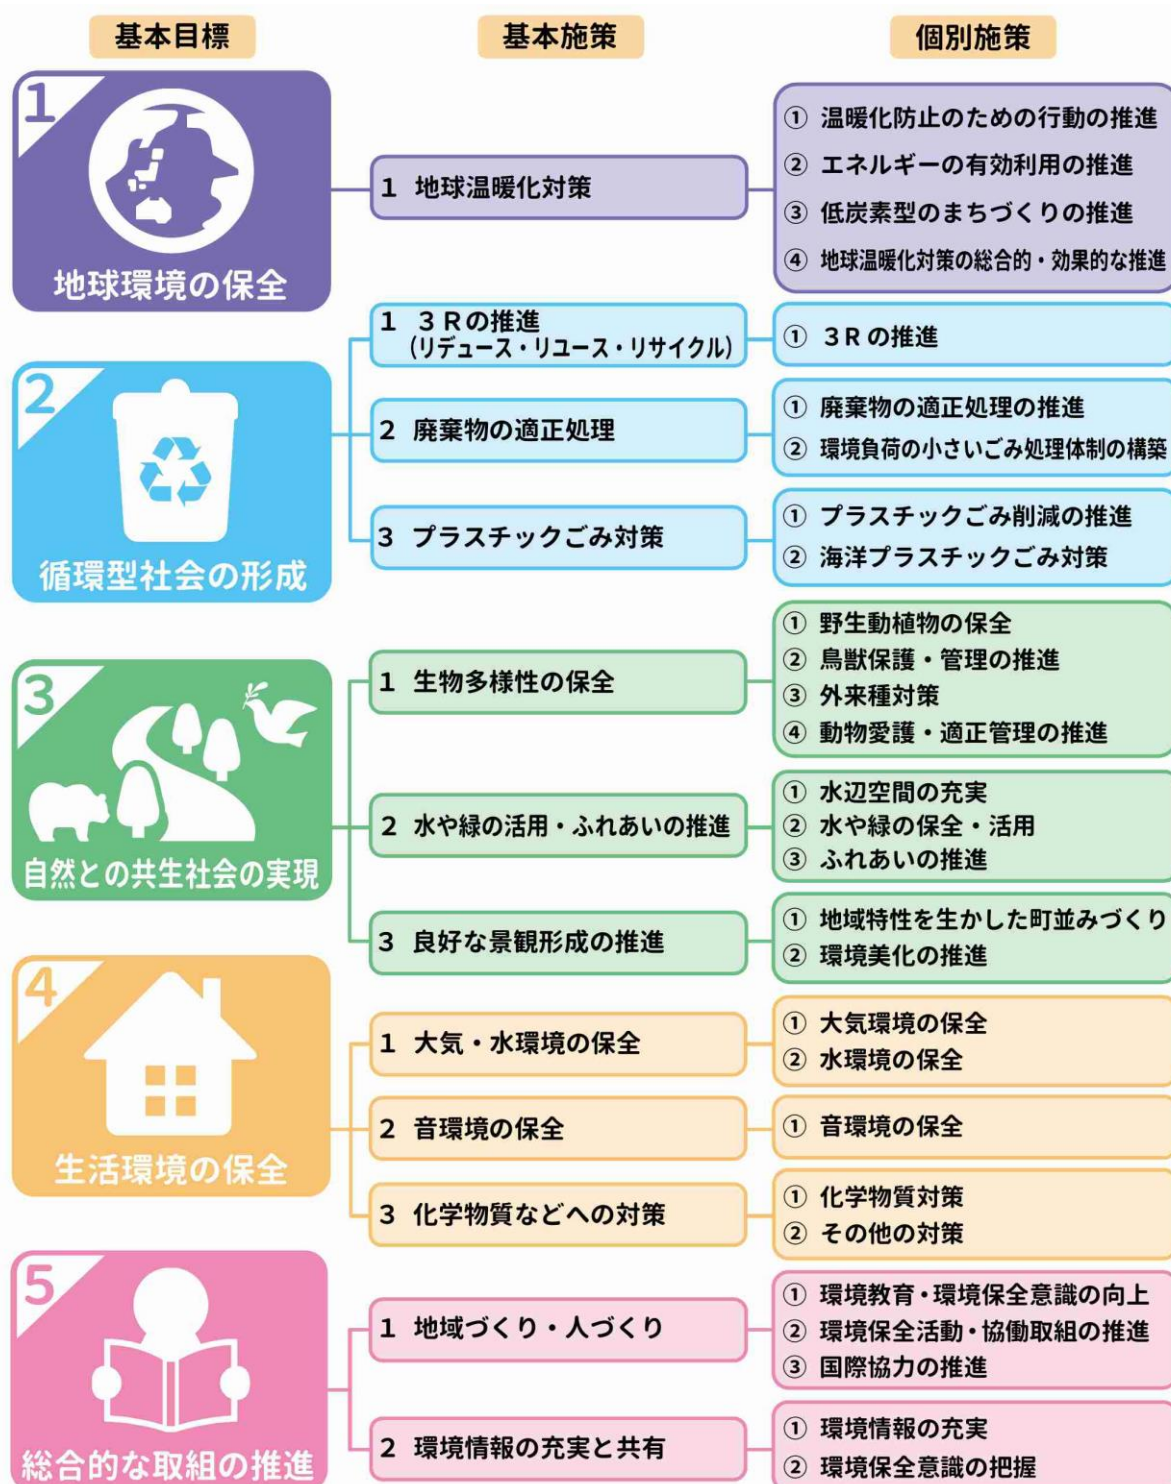 基本目標
基本施策
個別施策
1
地球環境の保全
1 地球温暖化対策
① 温暖化防止のための行動の推進
② エネルギーの有効利用の推進
③ 低炭素型のまちづくりの推進
④ 地球温暖化対策の総合的・効果的な推進
2
循環型社会の形成
1 3Rの推進
(リデュース・リユース・リサイクル)
① 3Rの推進
2 廃棄物の適正処理
① 廃棄物の適正処理の推進
② 環境負荷の小さいごみ処理体制の構築
3 プラスチックごみ対策
① プラスチックごみ削減の推進
② 海洋プラスチックごみ対策
3
自然との共生社会の実現
1 生物多様性の保全
① 野生動植物の保全
② 鳥獣保護・管理の推進
③ 外来種対策
④ 動物愛護・適正管理の推進
2 水や緑の活用・ふれあいの推進
① 水辺空間の充実
② 水や緑の保全・活用
③ ふれあいの推進
3 良好な景観形成の推進
① 地域特性を生かした町並みづくり
② 環境美化の推進
4
生活環境の保全
1 大気・水環境の保全
① 大気環境の保全
② 水環境の保全
2 音環境の保全
① 音環境の保全
3 化学物質などへの対策
① 化学物質対策
② その他の対策
5
総合的な取組の推進
1 地域づくり・人づくり
① 環境教育・環境保全意識の向上
② 環境保全活動・協働取組の推進
③ 国際協力の推進
2 環境情報の充実と共有
① 環境情報の充実
② 環境保全意識の把握